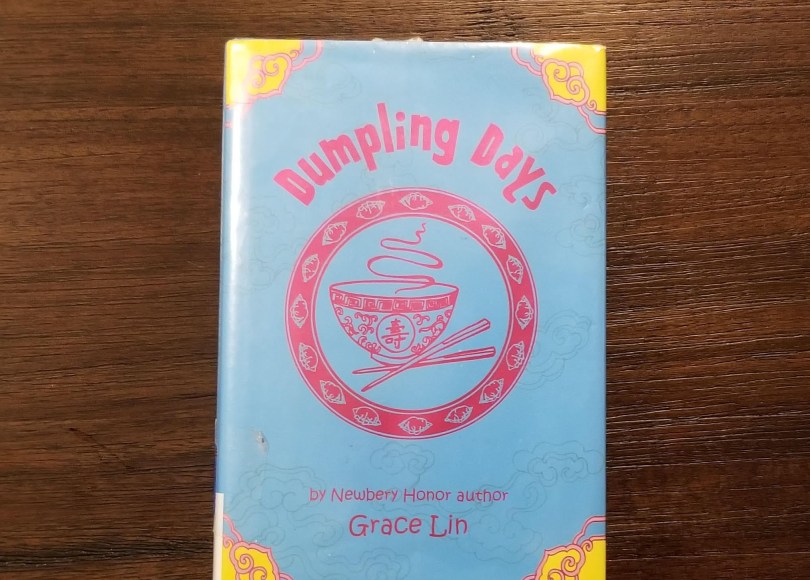 Dumpling Days
壽
by Newbery Honor author
Grace Lin